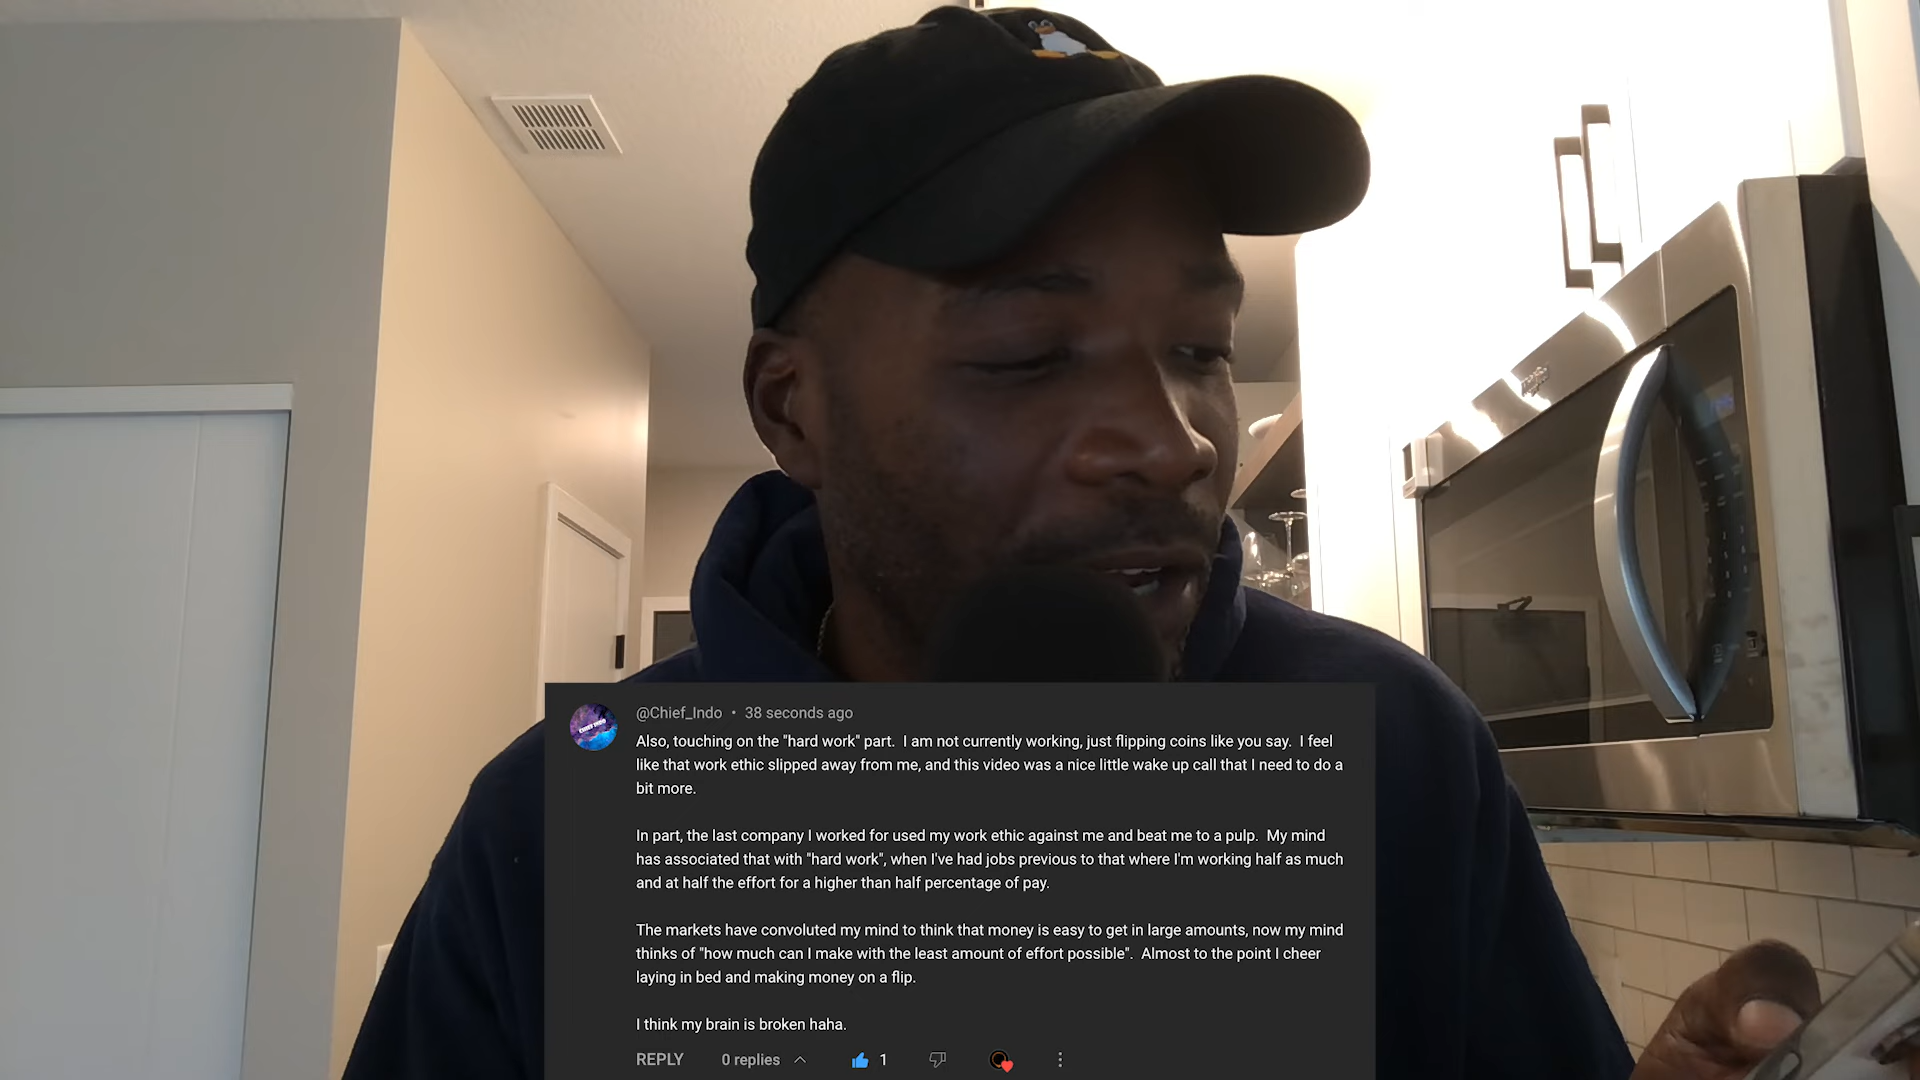 @Chief_Indo • 38 seconds ago
Also, touching on the "hard work" part.  I am not currently working, just flipping coins like you say.  I feel
like that work ethic slipped away from me, and this video was a nice little wake up call that I need to do a
bit more.
In part, the last company I worked for used my work ethic against me and beat me to a pulp.  My mind
has associated that with "hard work", when I've had jobs previous to that where I'm working half as much
and at half the effort for a higher than half percentage of pay.
The markets have convoluted my mind to think that money is easy to get in large amounts, now my mind
thinks of "how much can I make with the least amount of effort possible".  Almost to the point I cheer
laying in bed and making money on a flip.
I think my brain is broken haha.
REPLY 0 replies 1